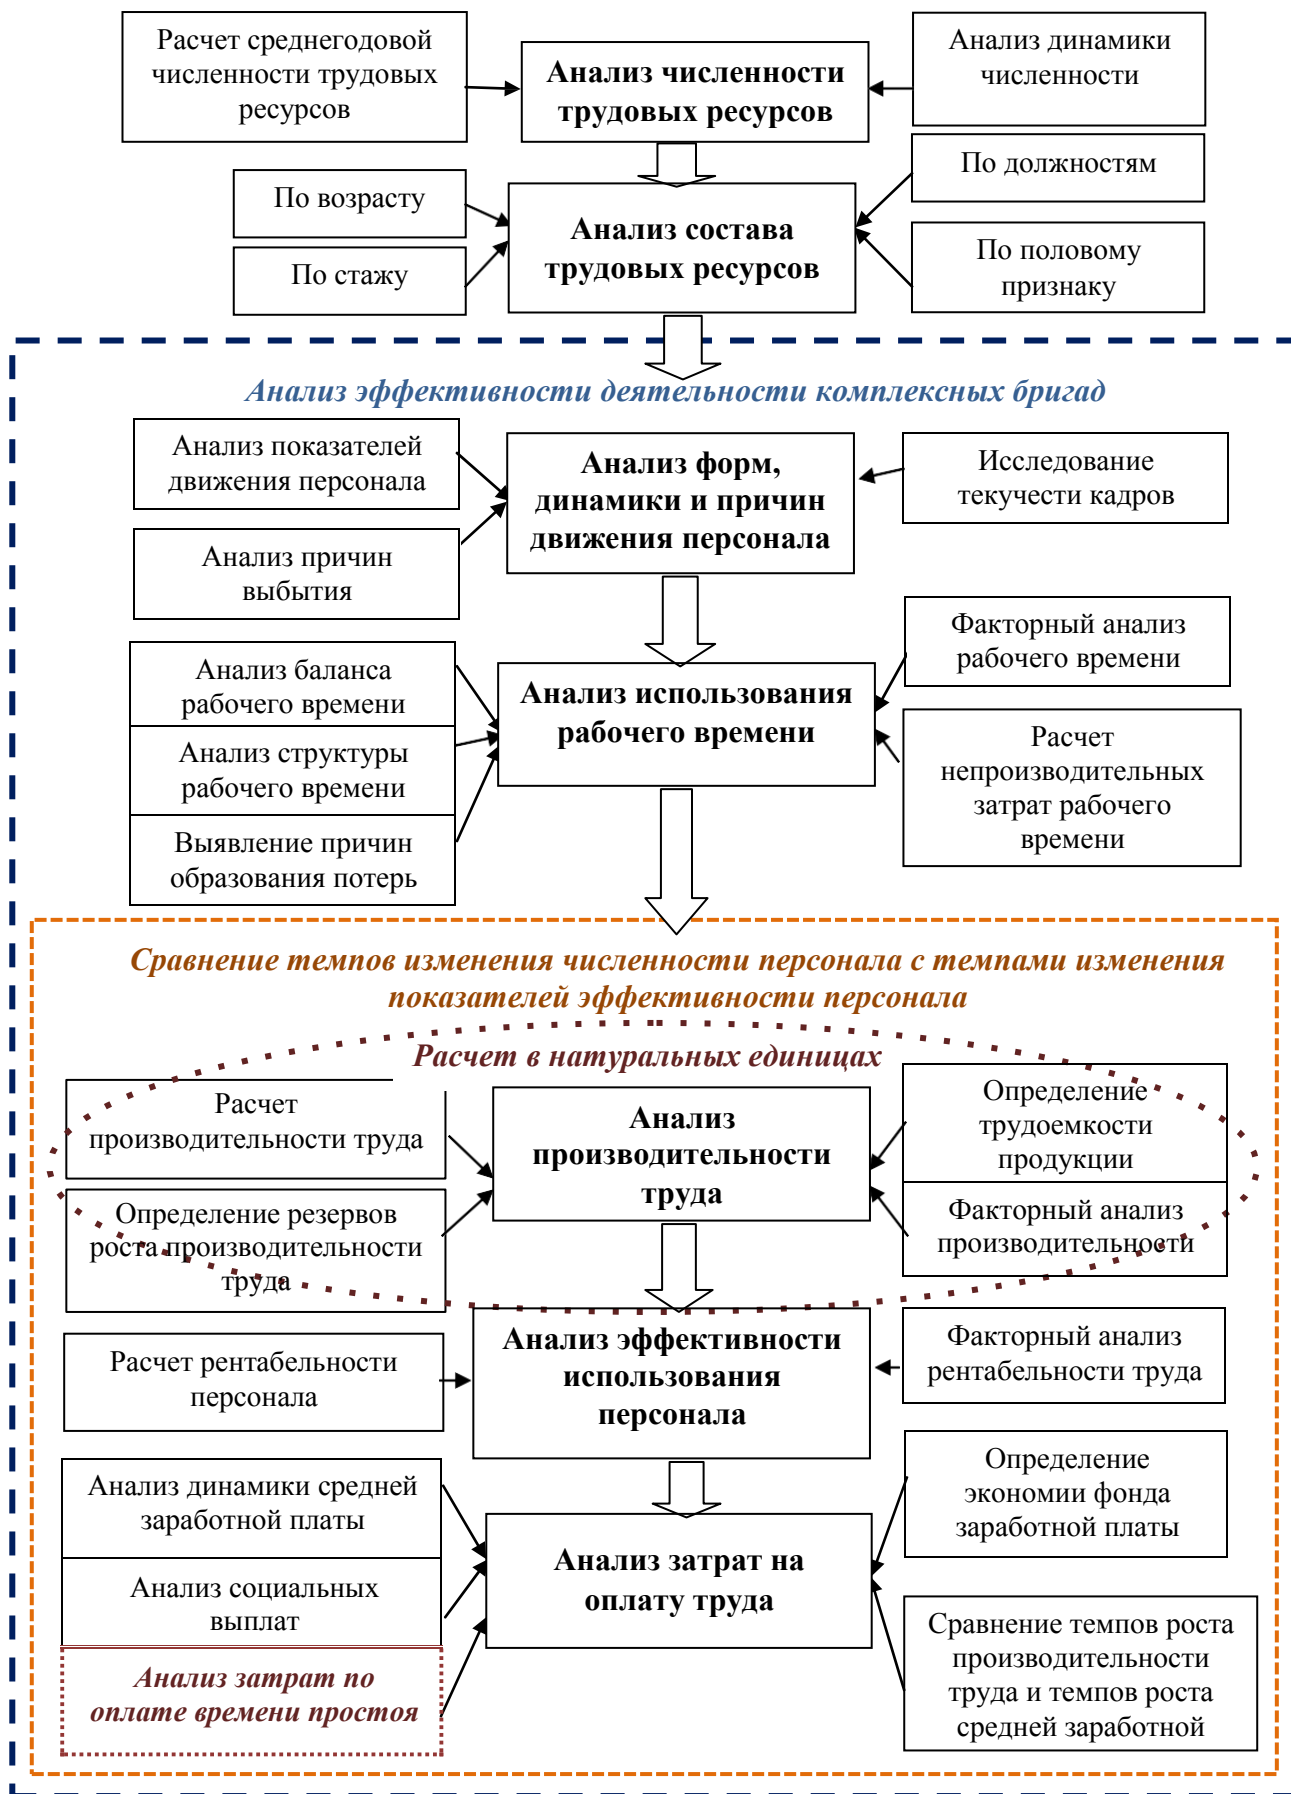 Расчет среднегодовой
численности трудовых
ресурсов
Анализ численности
трудовых ресурсов
Анализ динамики
численности
По возрасту
По стажу
Анализ состава
трудовых ресурсов
По должностям
По половому
признаку
Анализ эффективности деятельности комплексных бригад
Анализ показателей
движения персонала
Анализ причин
выбытия
Анализ форм,
динамики и причин
движения персонала
Исследование
текучести кадров
Анализ баланса
рабочего времени
Анализ структуры
рабочего времени
Выявление причин
образования потерь
Анализ использования
рабочего времени
Факторный анализ
рабочего времени
Расчет
непроизводительных
затрат рабочего
времени
Сравнение темпов изменения численности персонала с темпами изменения
показателей эффективности персонала
Расчет в натуральных единицах
Расчет
производительности труда
Определение резервов
роста производительности
труда
Анализ
производительности
труда
Определение
трудоемкости
продукции
Факторный анализ
производительности
Расчет рентабельности
персонала
Анализ эффективности
использования
персонала
Факторный анализ
рентабельности труда
Анализ динамики средней
заработной платы
Анализ социальных
выплат
Анализ затрат по
оплате времени простоя
Анализ затрат на
оплату труда
Определение
экономии фонда
заработной платы
Сравнение темпов роста
производительности
труда и темпов роста
средней заработной